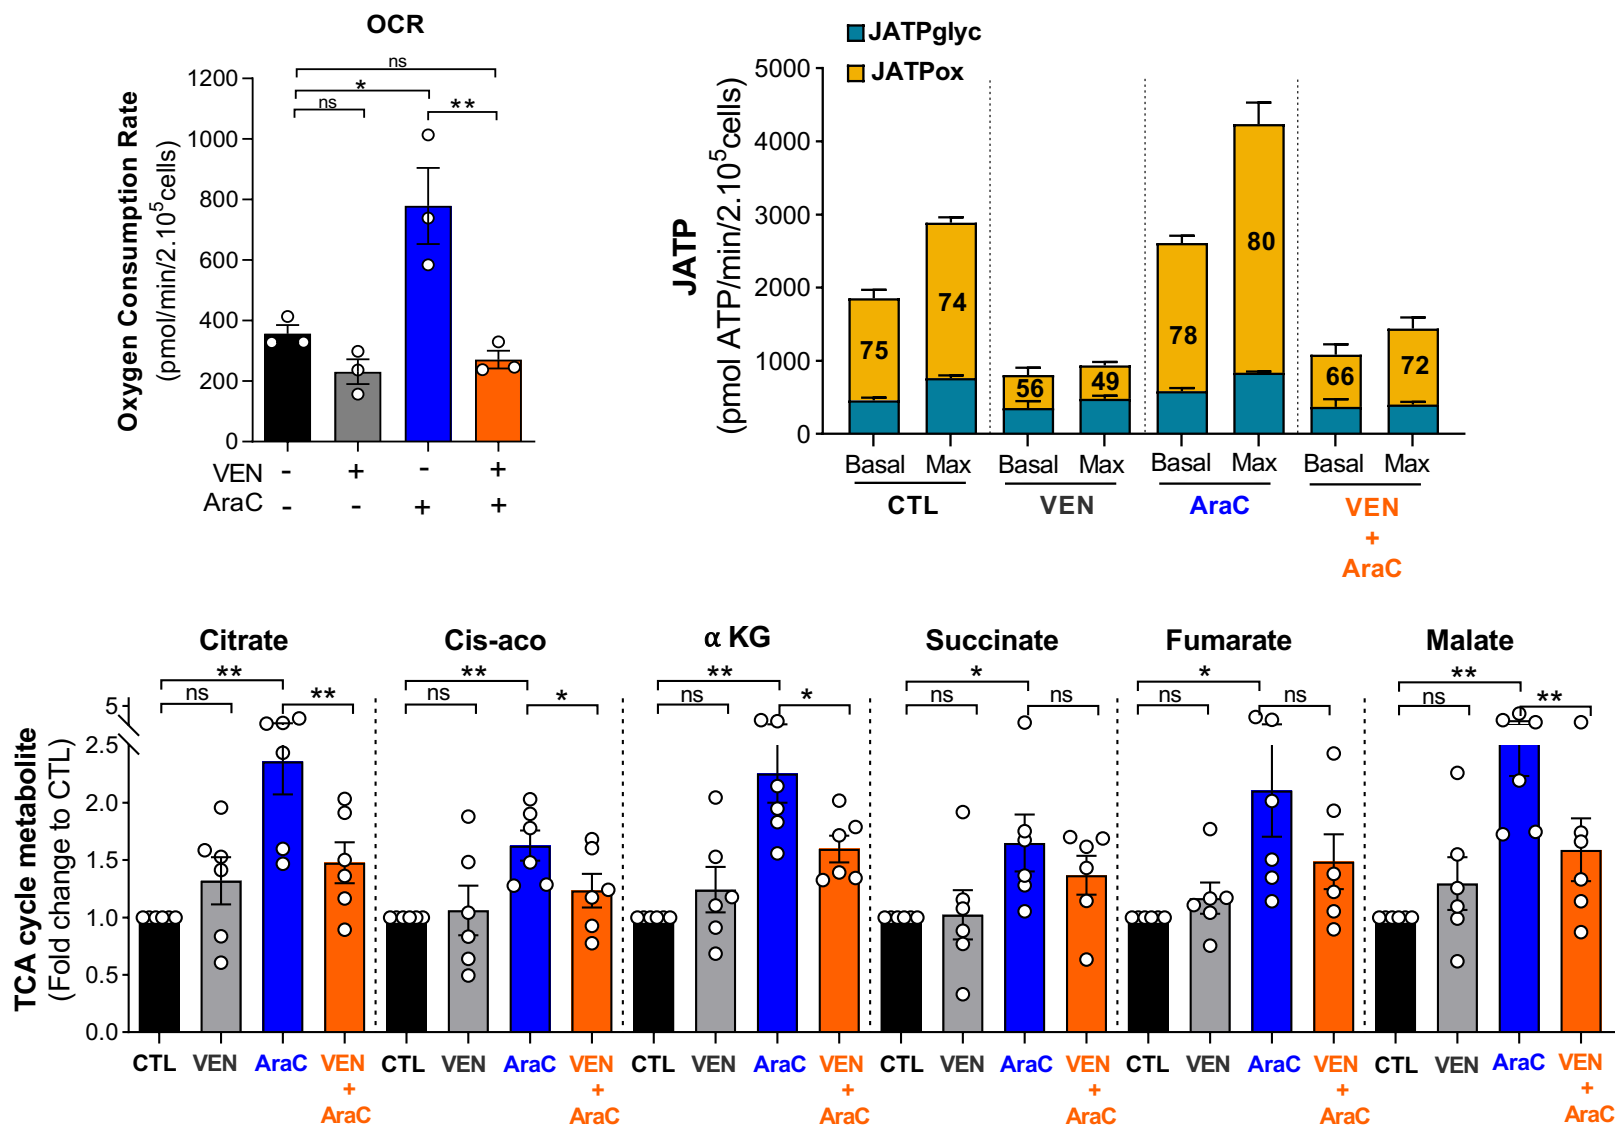 OCR
ns
*
ns
**
Oxygen Consumption Rate
(pmol/min/2.10⁵cells)
1200
1000
800
600
400
200
0
VEN - + - +
AraC - - + +
JATPglyc
JATPox
JATP
(pmol ATP/min/2.10⁵cells)
5000
4000
3000
2000
1000
0
75 74 56 49 78 80 66 72
Basal Max Basal Max Basal Max Basal Max
CTL VEN AraC VEN
+
AraC
Citrate Cis-aco α KG Succinate Fumarate Malate
** ** ** * * **
ns ** ns * ns * ns ns ns ns ns **
TCA cycle metabolite
(Fold change to CTL)
5
2.5
2.0
1.5
1.0
0.5
0.0
CTL VEN AraC VEN CTL VEN AraC VEN CTL VEN AraC VEN CTL VEN AraC VEN CTL VEN AraC VEN CTL VEN AraC VEN
+ + + + + +
AraC AraC AraC AraC AraC AraC